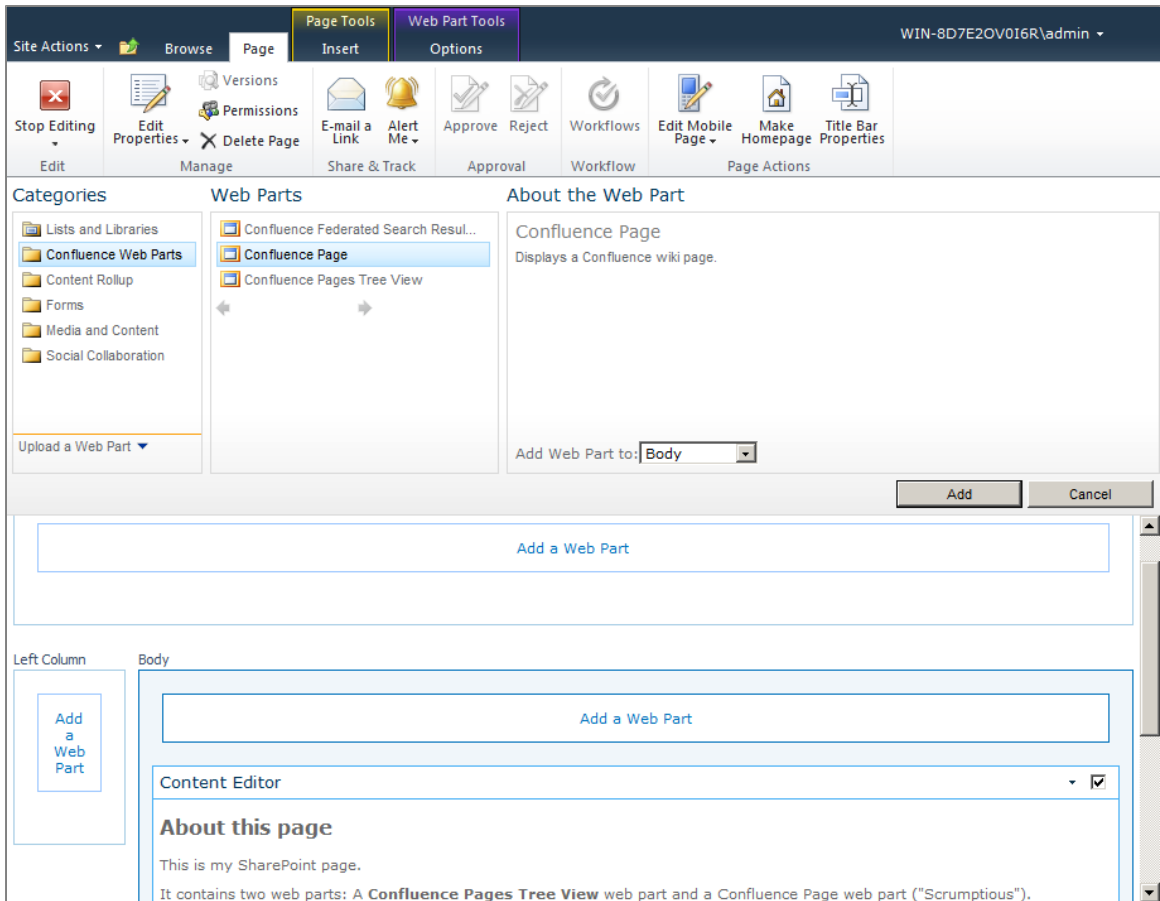 Page Tools Web Part Tools
Site Actions Browse Page Insert Options WIN-8D7E2OV0I6R\admin
Stop Editing
Edit
Properties
Versions
Permissions
Delete Page
E-mail a
Link
Alert
Me
Approve Reject
Workflows
Edit Mobile
Page
Make
Homepage
Title Bar
Properties
Edit Manage Share & Track Approval Workflow Page Actions
Categories
Lists and Libraries
Confluence Web Parts
Content Rollup
Forms
Media and Content
Social Collaboration
Upload a Web Part
Web Parts
Confluence Federated Search Resul...
Confluence Page
Confluence Pages Tree View
About the Web Part
Confluence Page
Displays a Confluence wiki page.
Add Web Part to: Body
Add Cancel
Add a Web Part
Left Column
Add
a
Web
Part
Body
Add a Web Part
Content Editor
About this page
This is my SharePoint page.
It contains two web parts: A Confluence Pages Tree View web part and a Confluence Page web part ("Scrumptious").